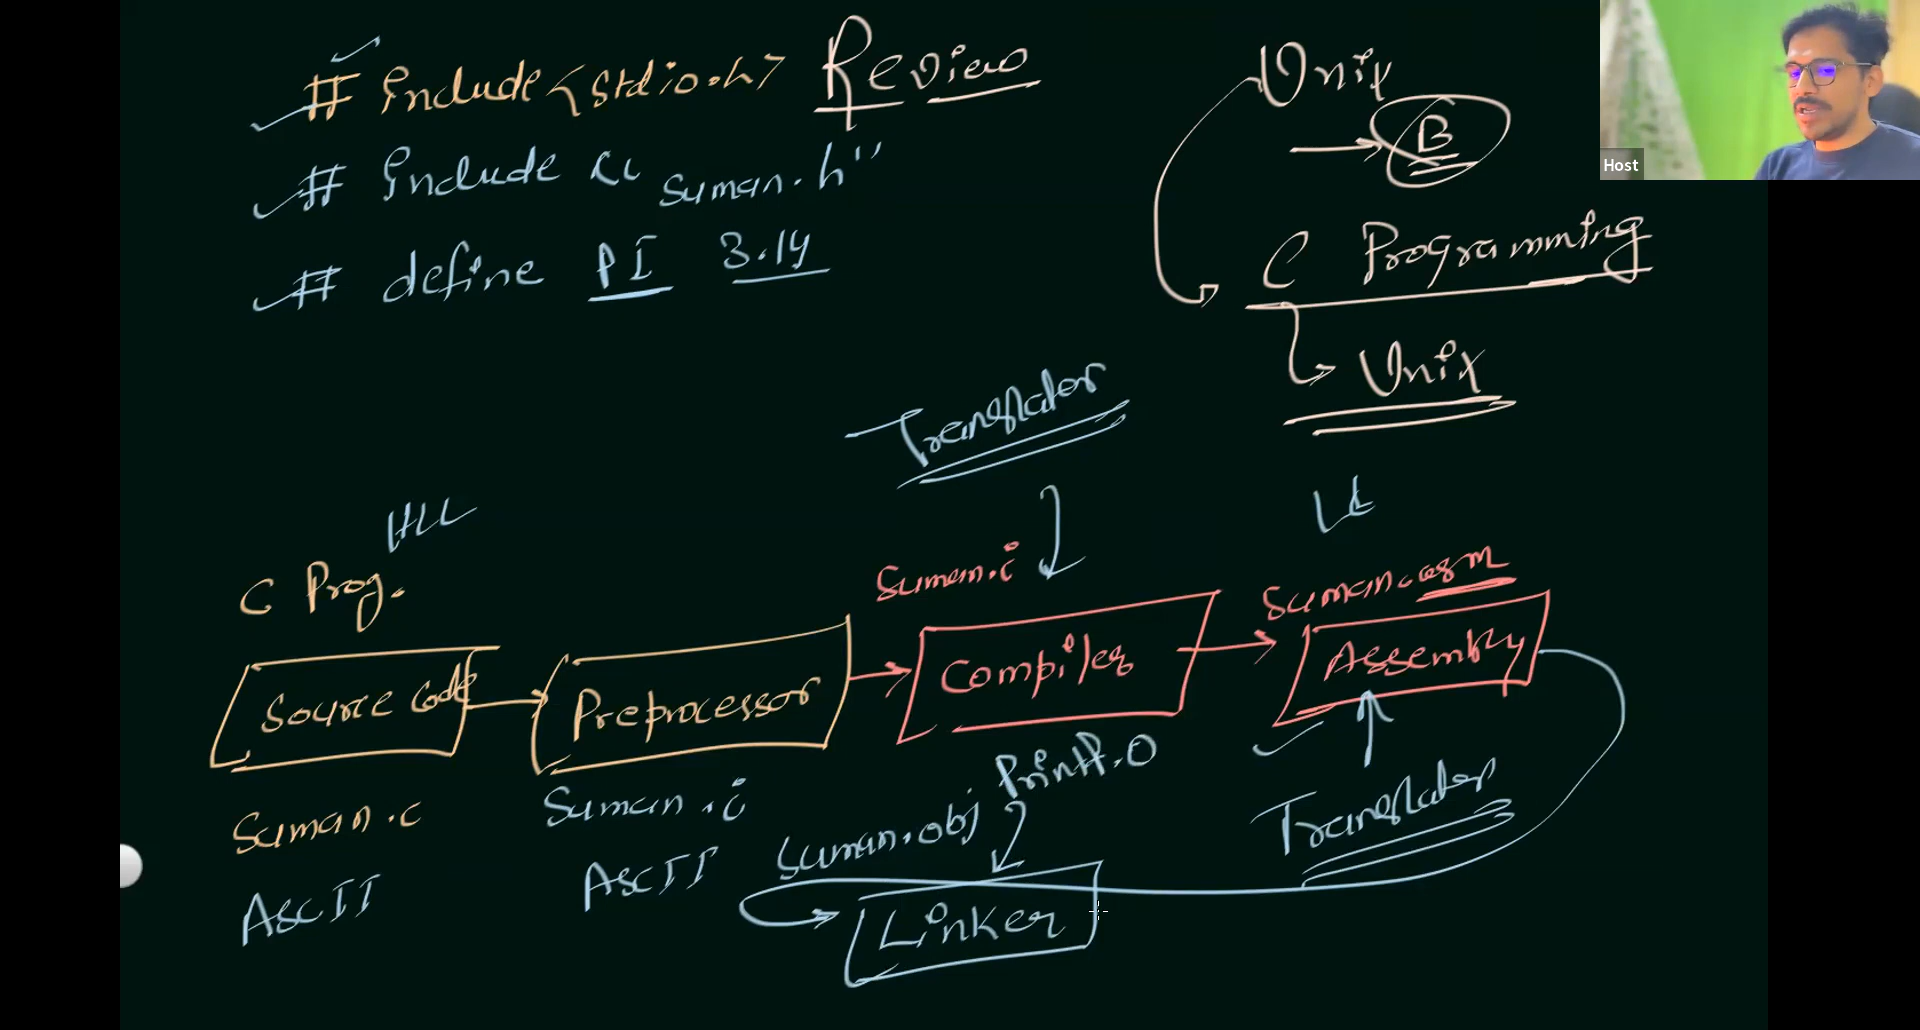 # include <stdio.h> Review
# include " suman.h"
# define PI 3.14
Unix
B
C Programming
Unix
Translator
HLL
C Prog.
Source Code
Suman.c
ASCII
Preprocessor
Suman.i
ASCII
Suman.i
Compiler
Suman.asm
Assembly
Translator
Printf.o
Suman.obj
Linker
Host